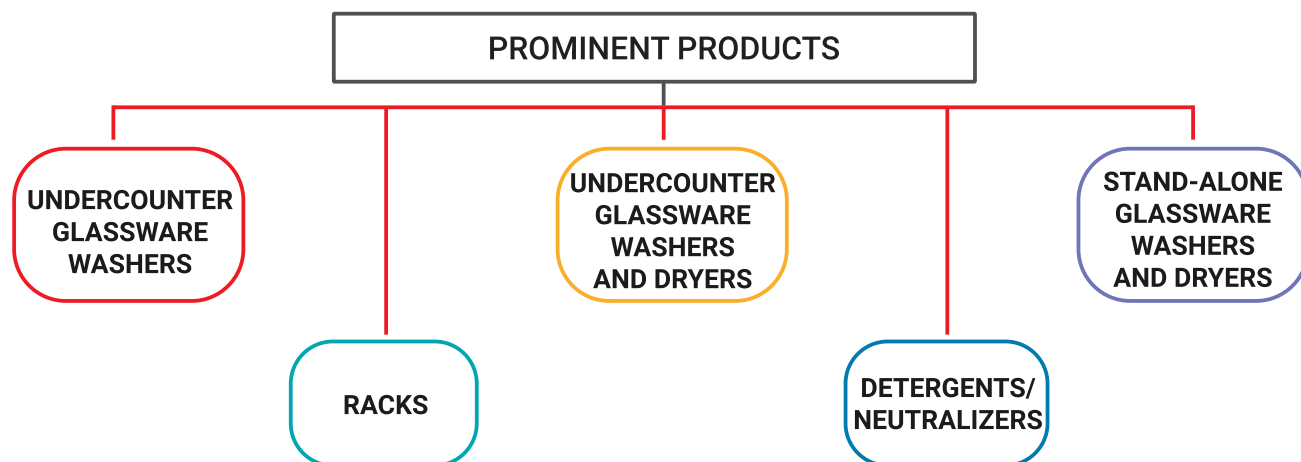 PROMINENT PRODUCTS
UNDERCOUNTER
GLASSWARE
WASHERS
RACKS
UNDERCOUNTER
GLASSWARE
WASHERS
AND DRYERS
DETERGENTS/
NEUTRALIZERS
STAND-ALONE
GLASSWARE
WASHERS
AND DRYERS